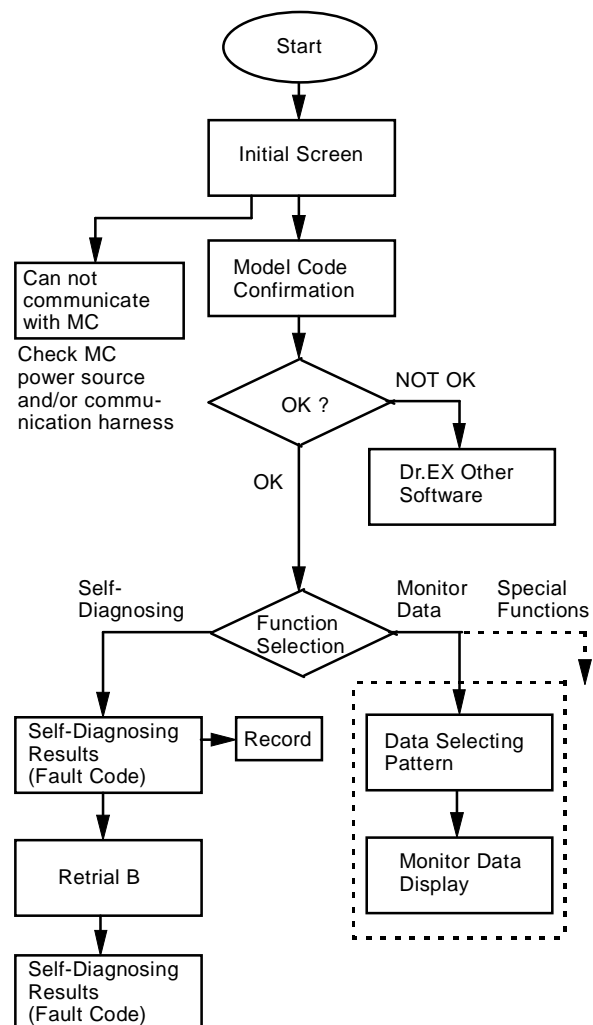 Start
Initial Screen
Can not
communicate
with MC
Check MC
power source
and/or commu-
nication harness
Model Code
Confirmation
OK ?
NOT OK
Dr.EX Other
Software
OK
Self-
Diagnosing
Function
Selection
Monitor
Data
Special
Functions
Self-Diagnosing
Results
(Fault Code)
Record
Data Selecting
Pattern
Retrial B
Monitor Data
Display
Self-Diagnosing
Results
(Fault Code)